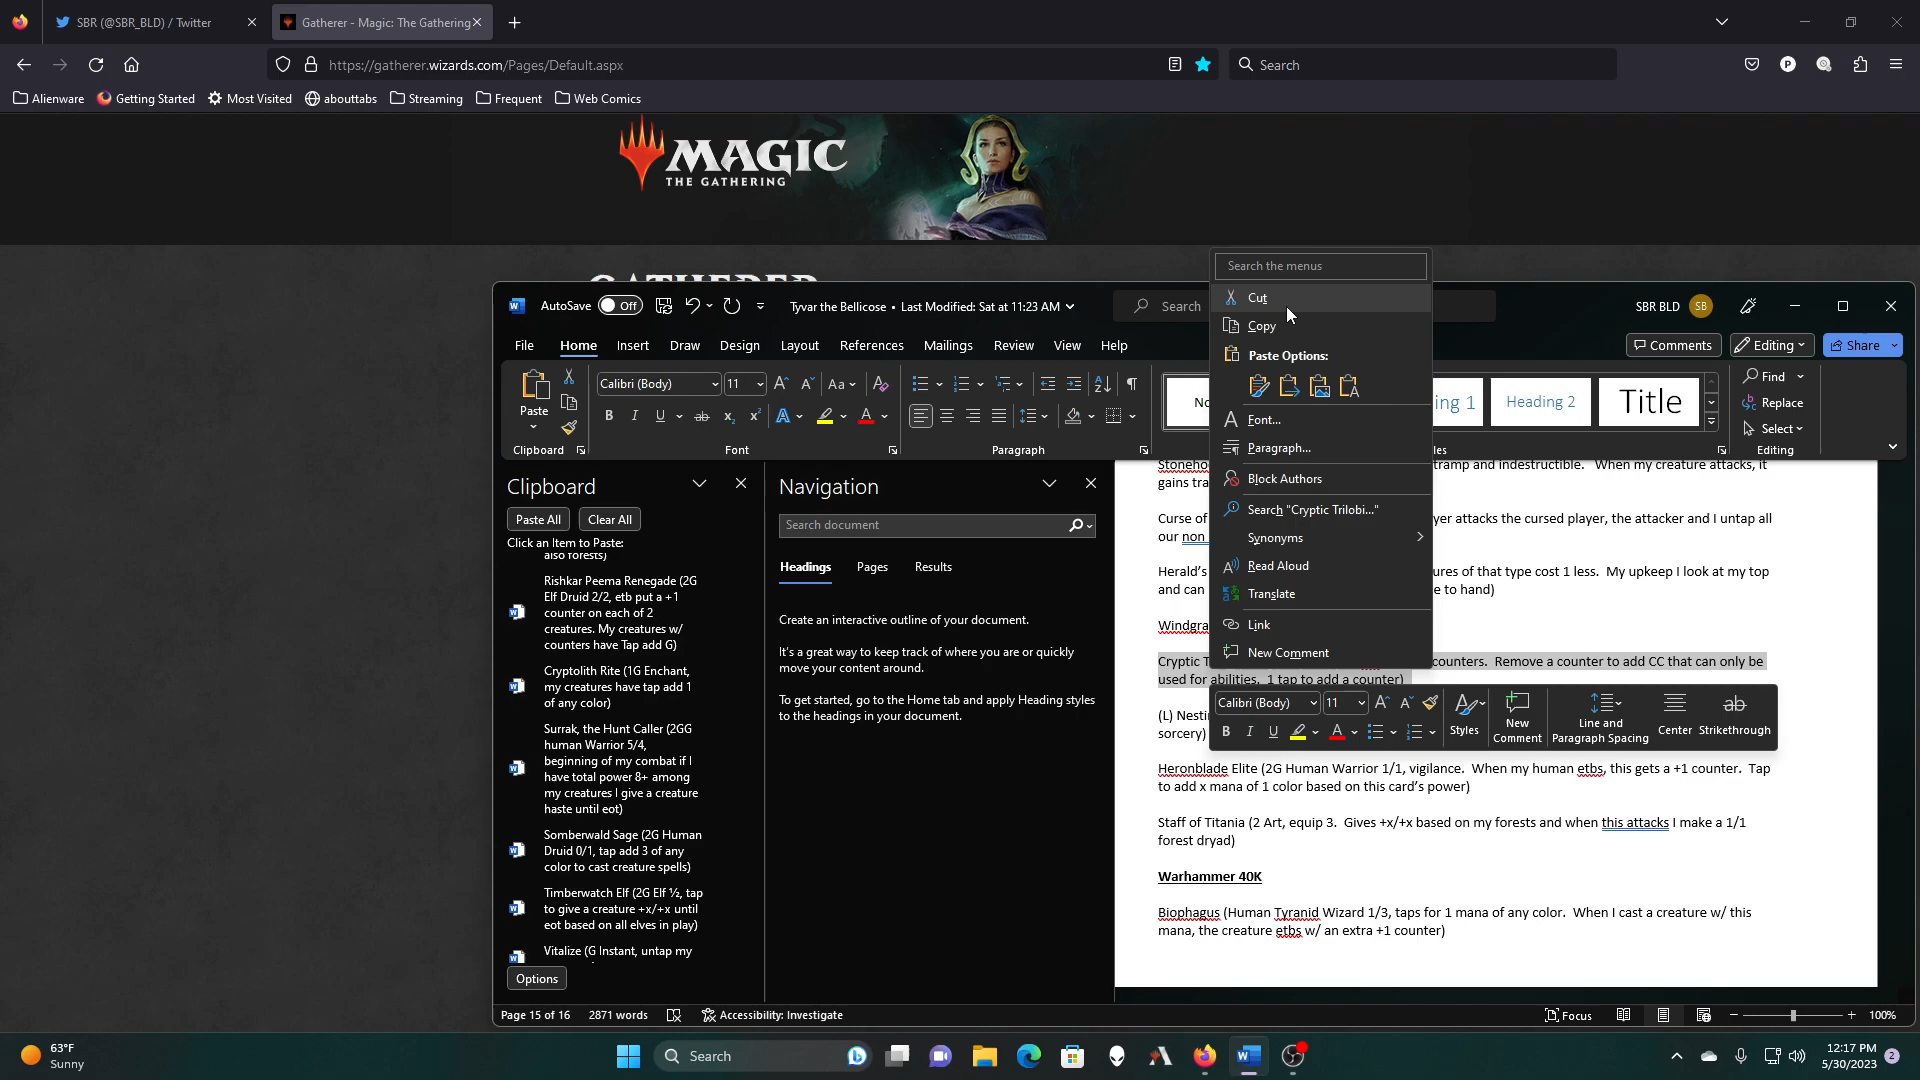 SBR (@SBR_BLD) / Twitter
Gatherer - Magic: The Gathering
https://gatherer.wizards.com/Pages/Default.aspx
Search
P
Alienware
Getting Started
Most Visited
abouttabs
Streaming
Frequent
Web Comics
MAGIC
THE GATHERING
AutoSave
Off
Tyvar the Bellicose • Last Modified: Sat at 11:23 AM
Search
SBR BLD
SB
File
Home
Insert
Draw
Design
Layout
References
Mailings
Review
View
Help
Comments
Editing
Share
Paste
Calibri (Body)
11
Aa
Clipboard
Font
Paragraph
ing 1
Heading 2
Title
Find
Replace
Select
Editing
les
Clipboard
Paste All
Clear All
Click an Item to Paste:
also forests)
Rishkar Peema Renegade (2G
Elf Druid 2/2, etb put a +1
counter on each of 2
creatures. My creatures w/
counters have Tap add G)
Cryptolith Rite (1G Enchant,
my creatures have tap add 1
of any color)
Surrak, the Hunt Caller (2GG
human Warrior 5/4,
beginning of my combat if I
have total power 8+ among
my creatures I give a creature
haste until eot)
Somberwald Sage (2G Human
Druid 0/1, tap add 3 of any
color to cast creature spells)
Timberwatch Elf (2G Elf ½, tap
to give a creature +x/+x until
eot based on all elves in play)
Vitalize (G Instant, untap my
Options
Navigation
Search document
Headings
Pages
Results
Create an interactive outline of your document.
It's a great way to keep track of where you are or quickly
move your content around.
To get started, go to the Home tab and apply Heading styles
to the headings in your document.
Search the menus
Cut
Copy
Paste Options:
Font...
Paragraph...
Block Authors
Search "Cryptic Trilobi..."
Synonyms
Read Aloud
Translate
Link
New Comment
tramp and indestructible. When my creature attacks, it
gains tra
Curse of
yer attacks the cursed player, the attacker and I untap all
our non
Herald's
ures of that type cost 1 less. My upkeep I look at my top
and can
e to hand)
Windgra
Cryptic T
counters. Remove a counter to add CC that can only be
used for abilities. 1 tap to add a counter)
(L) Nesti
sorcery)
Calibri (Body)
11
Styles
New
Comment
Line and
Paragraph Spacing
Center
Strikethrough
Heronblade Elite (2G Human Warrior 1/1, vigilance. When my human etbs, this gets a +1 counter. Tap
to add x mana of 1 color based on this card's power)
Staff of Titania (2 Art, equip 3. Gives +x/+x based on my forests and when this attacks I make a 1/1
forest dryad)
Warhammer 40K
Biophagus (Human Tyranid Wizard 1/3, taps for 1 mana of any color. When I cast a creature w/ this
mana, the creature etbs w/ an extra +1 counter)
Page 15 of 16
2871 words
Accessibility: Investigate
Focus
100%
63°F
Sunny
Search
12:17 PM
5/30/2023
2